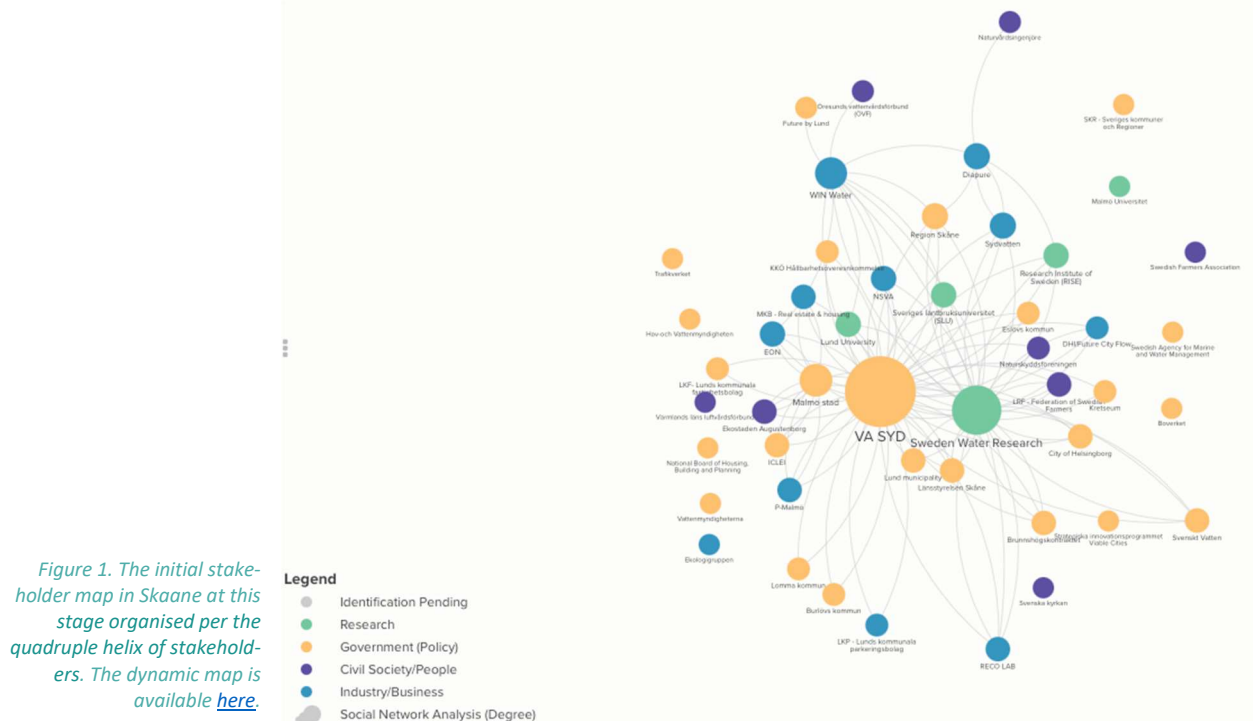 Naturvårdsingenjöre
Öresunds vattenvårdsförbund
(OVF)
Future by Lund
SKR - Sveriges kommuner
och Regioner
Diapure
WIN Water
Malmö Universitet
Region Skåne
Sydvatten
Swedish Farmers Association
KKÖ Hållbarhetsöverenskommelse
Research Institute of
Sweden (RISE)
Trafikverket
NSVA
MKB - Real estate & housing
Sveriges lantbruksuniversitet
(SLU)
Hav och Vattenmyndigheten
Lund University
Eslövs kommun
DHI/Future City Flow
Swedish Agency for Marine
and Water Management
EON
Naturskyddsföreningen
LKF- Lunds kommunala
fastighetsbolag
Malmö stad
LRF - Federation of Swedish
Farmers
Kretseum
Värmlands läns luftvårdsförbund
Ekostaden Augustenborg
Boverket
VA SYD
Sweden Water Research
City of Helsingborg
National Board of Housing,
Building and Planning
ICLEI
Lund municipality
Länsstyrelsen Skåne
P-Malmö
Vattenmyndigheterna
Brunnshögskontoret
Strategiska innovationsprogrammet
Viable Cities
Svenskt Vatten
Ekologigruppen
Lomma kommun
Svenska kyrkan
Burlövs kommun
LKP - Lunds kommunala
parkeringsbolag
RECO LAB
Figure 1. The initial stake-
holder map in Skaane at this
stage organised per the
quadruple helix of stakehold-
ers. The dynamic map is
available here.
Legend
Identification Pending
Research
Government (Policy)
Civil Society/People
Industry/Business
Social Network Analysis (Degree)